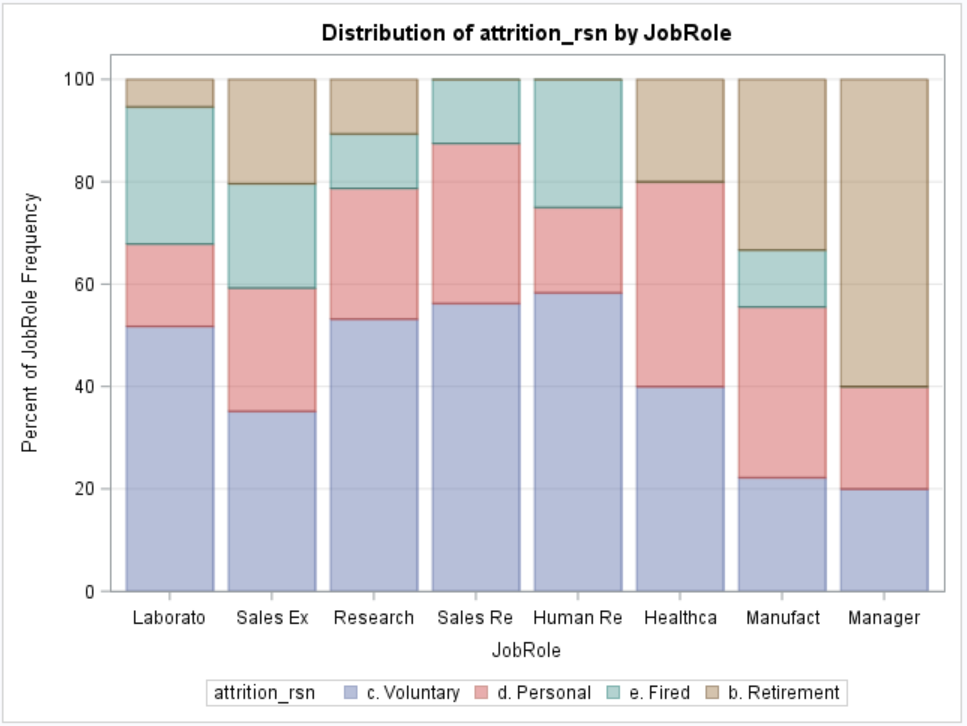 Distribution of attrition_rsn by JobRole
Percent of JobRole Frequency
100
80
60
40
20
0
Laborato Sales Ex Research Sales Re Human Re Healthca Manufact Manager
JobRole
attrition_rsn c. Voluntary d. Personal e. Fired b. Retirement